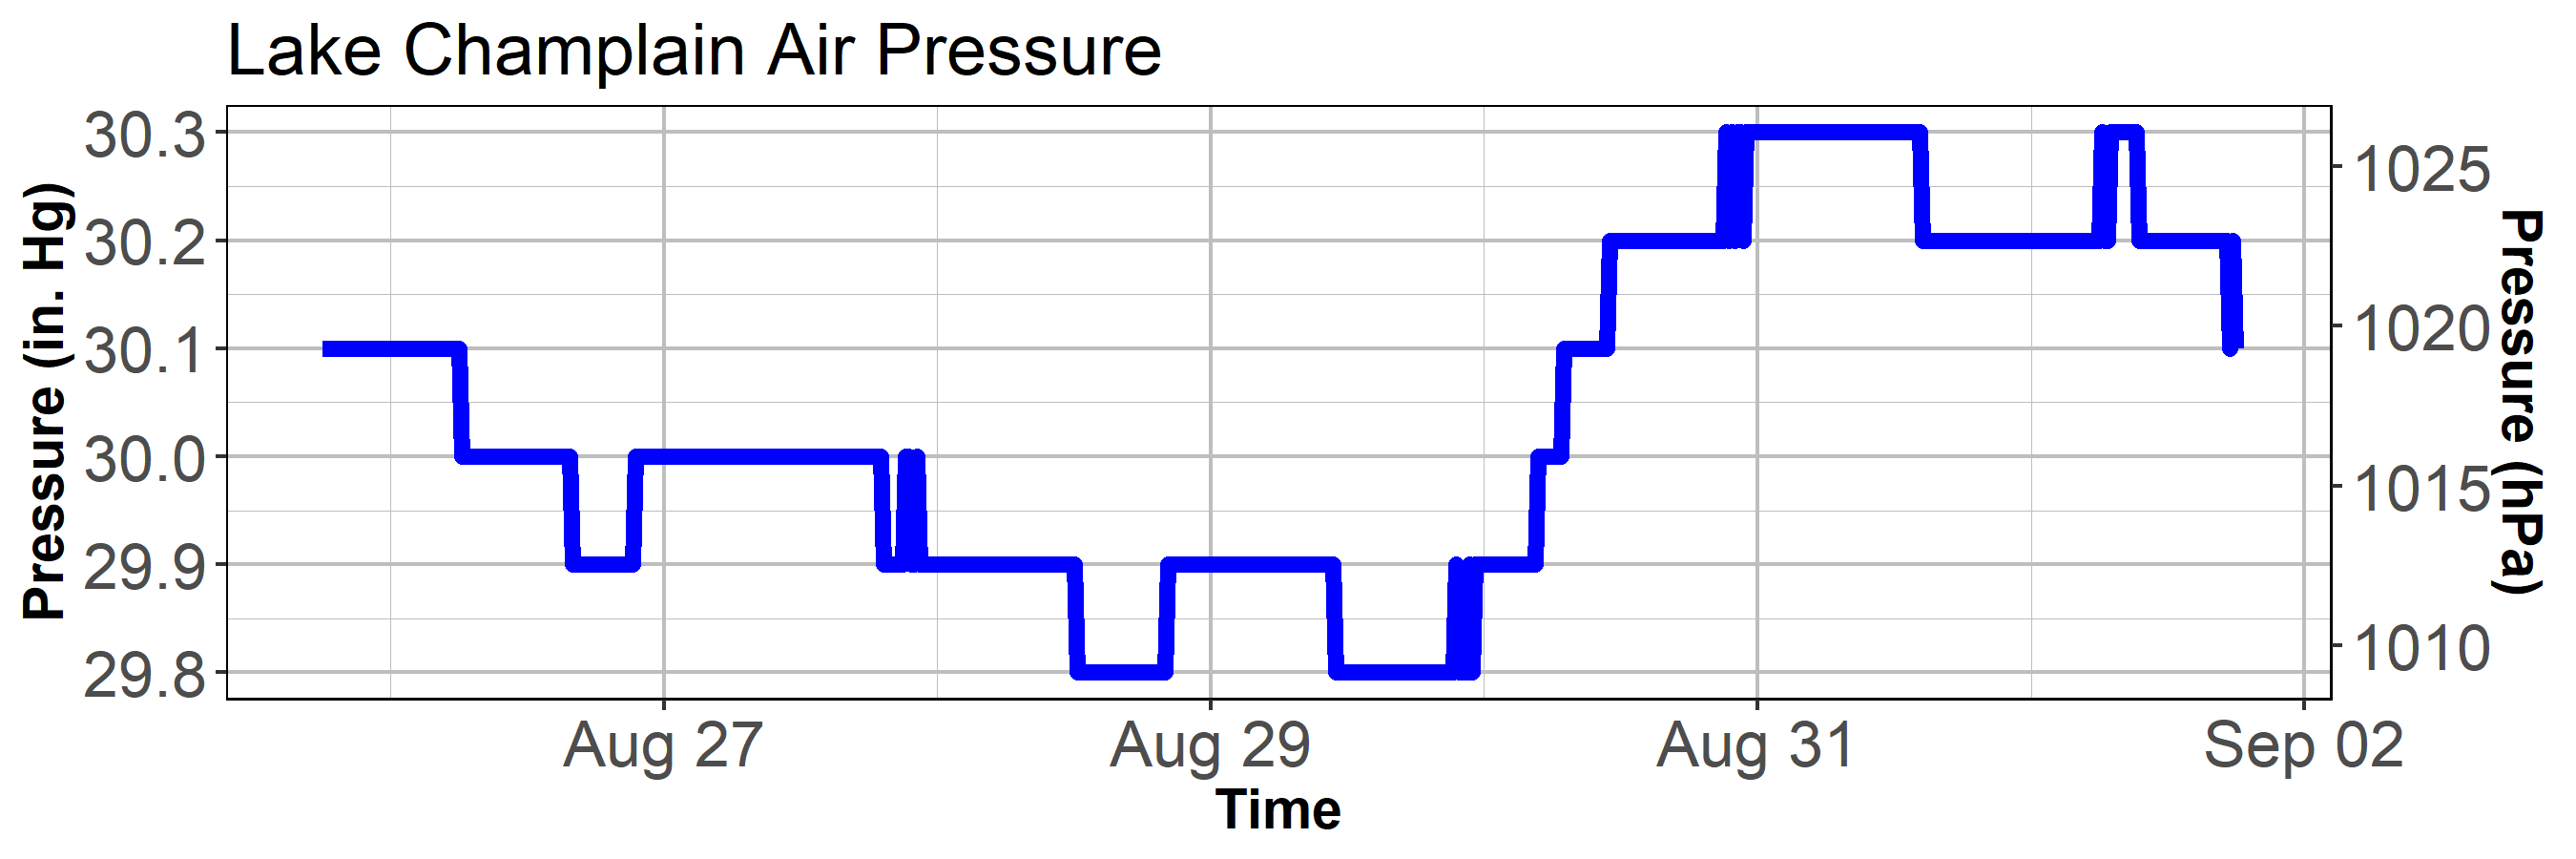 Lake Champlain Air Pressure
30.3
30.2
30.1
30.0
29.9
29.8
Pressure (in. Hg)
1025
1020
1015
1010
Pressure (hPa)
Aug 27 Aug 29 Aug 31 Sep 02
Time